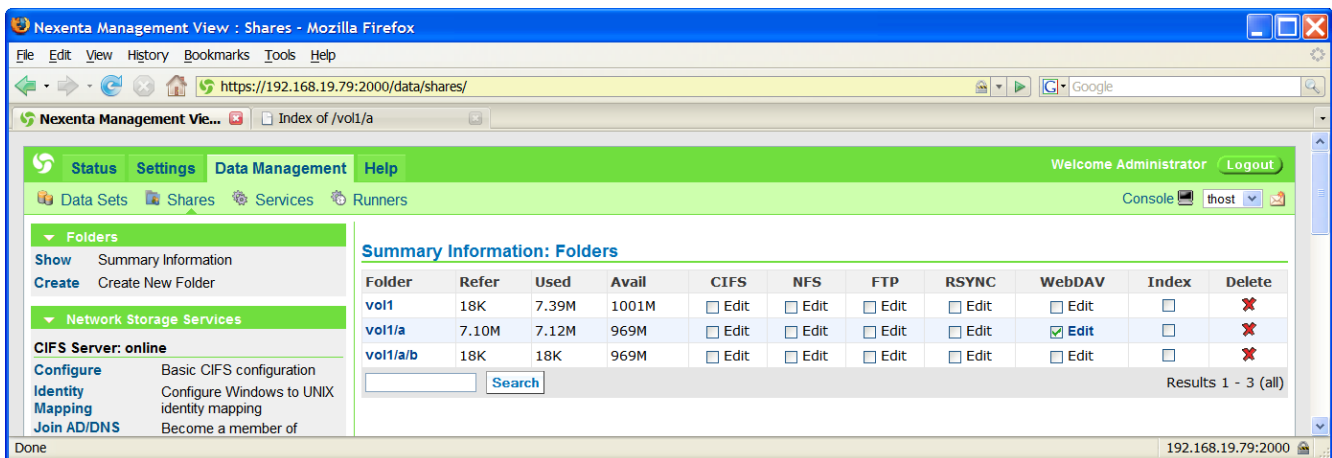 Nexenta Management View : Shares - Mozilla Firefox
File Edit View History Bookmarks Tools Help
https://192.168.19.79:2000/data/shares/
G Google
Nexenta Management Vie... Index of /vol1/a
Status Settings Data Management Help Welcome Administrator Logout
Data Sets Shares Services Runners Console thost
Folders
Show Summary Information
Create Create New Folder
Network Storage Services
CIFS Server: online
Configure Basic CIFS configuration
Identity Mapping Configure Windows to UNIX identity mapping
Join AD/DNS Become a member of
Summary Information: Folders
Folder Refer Used Avail CIFS NFS FTP RSYNC WebDAV Index Delete
vol1 18K 7.39M 1001M Edit Edit Edit Edit Edit
vol1/a 7.10M 7.12M 969M Edit Edit Edit Edit Edit
vol1/a/b 18K 18K 969M Edit Edit Edit Edit Edit
Search Results 1 - 3 (all)
Done 192.168.19.79:2000